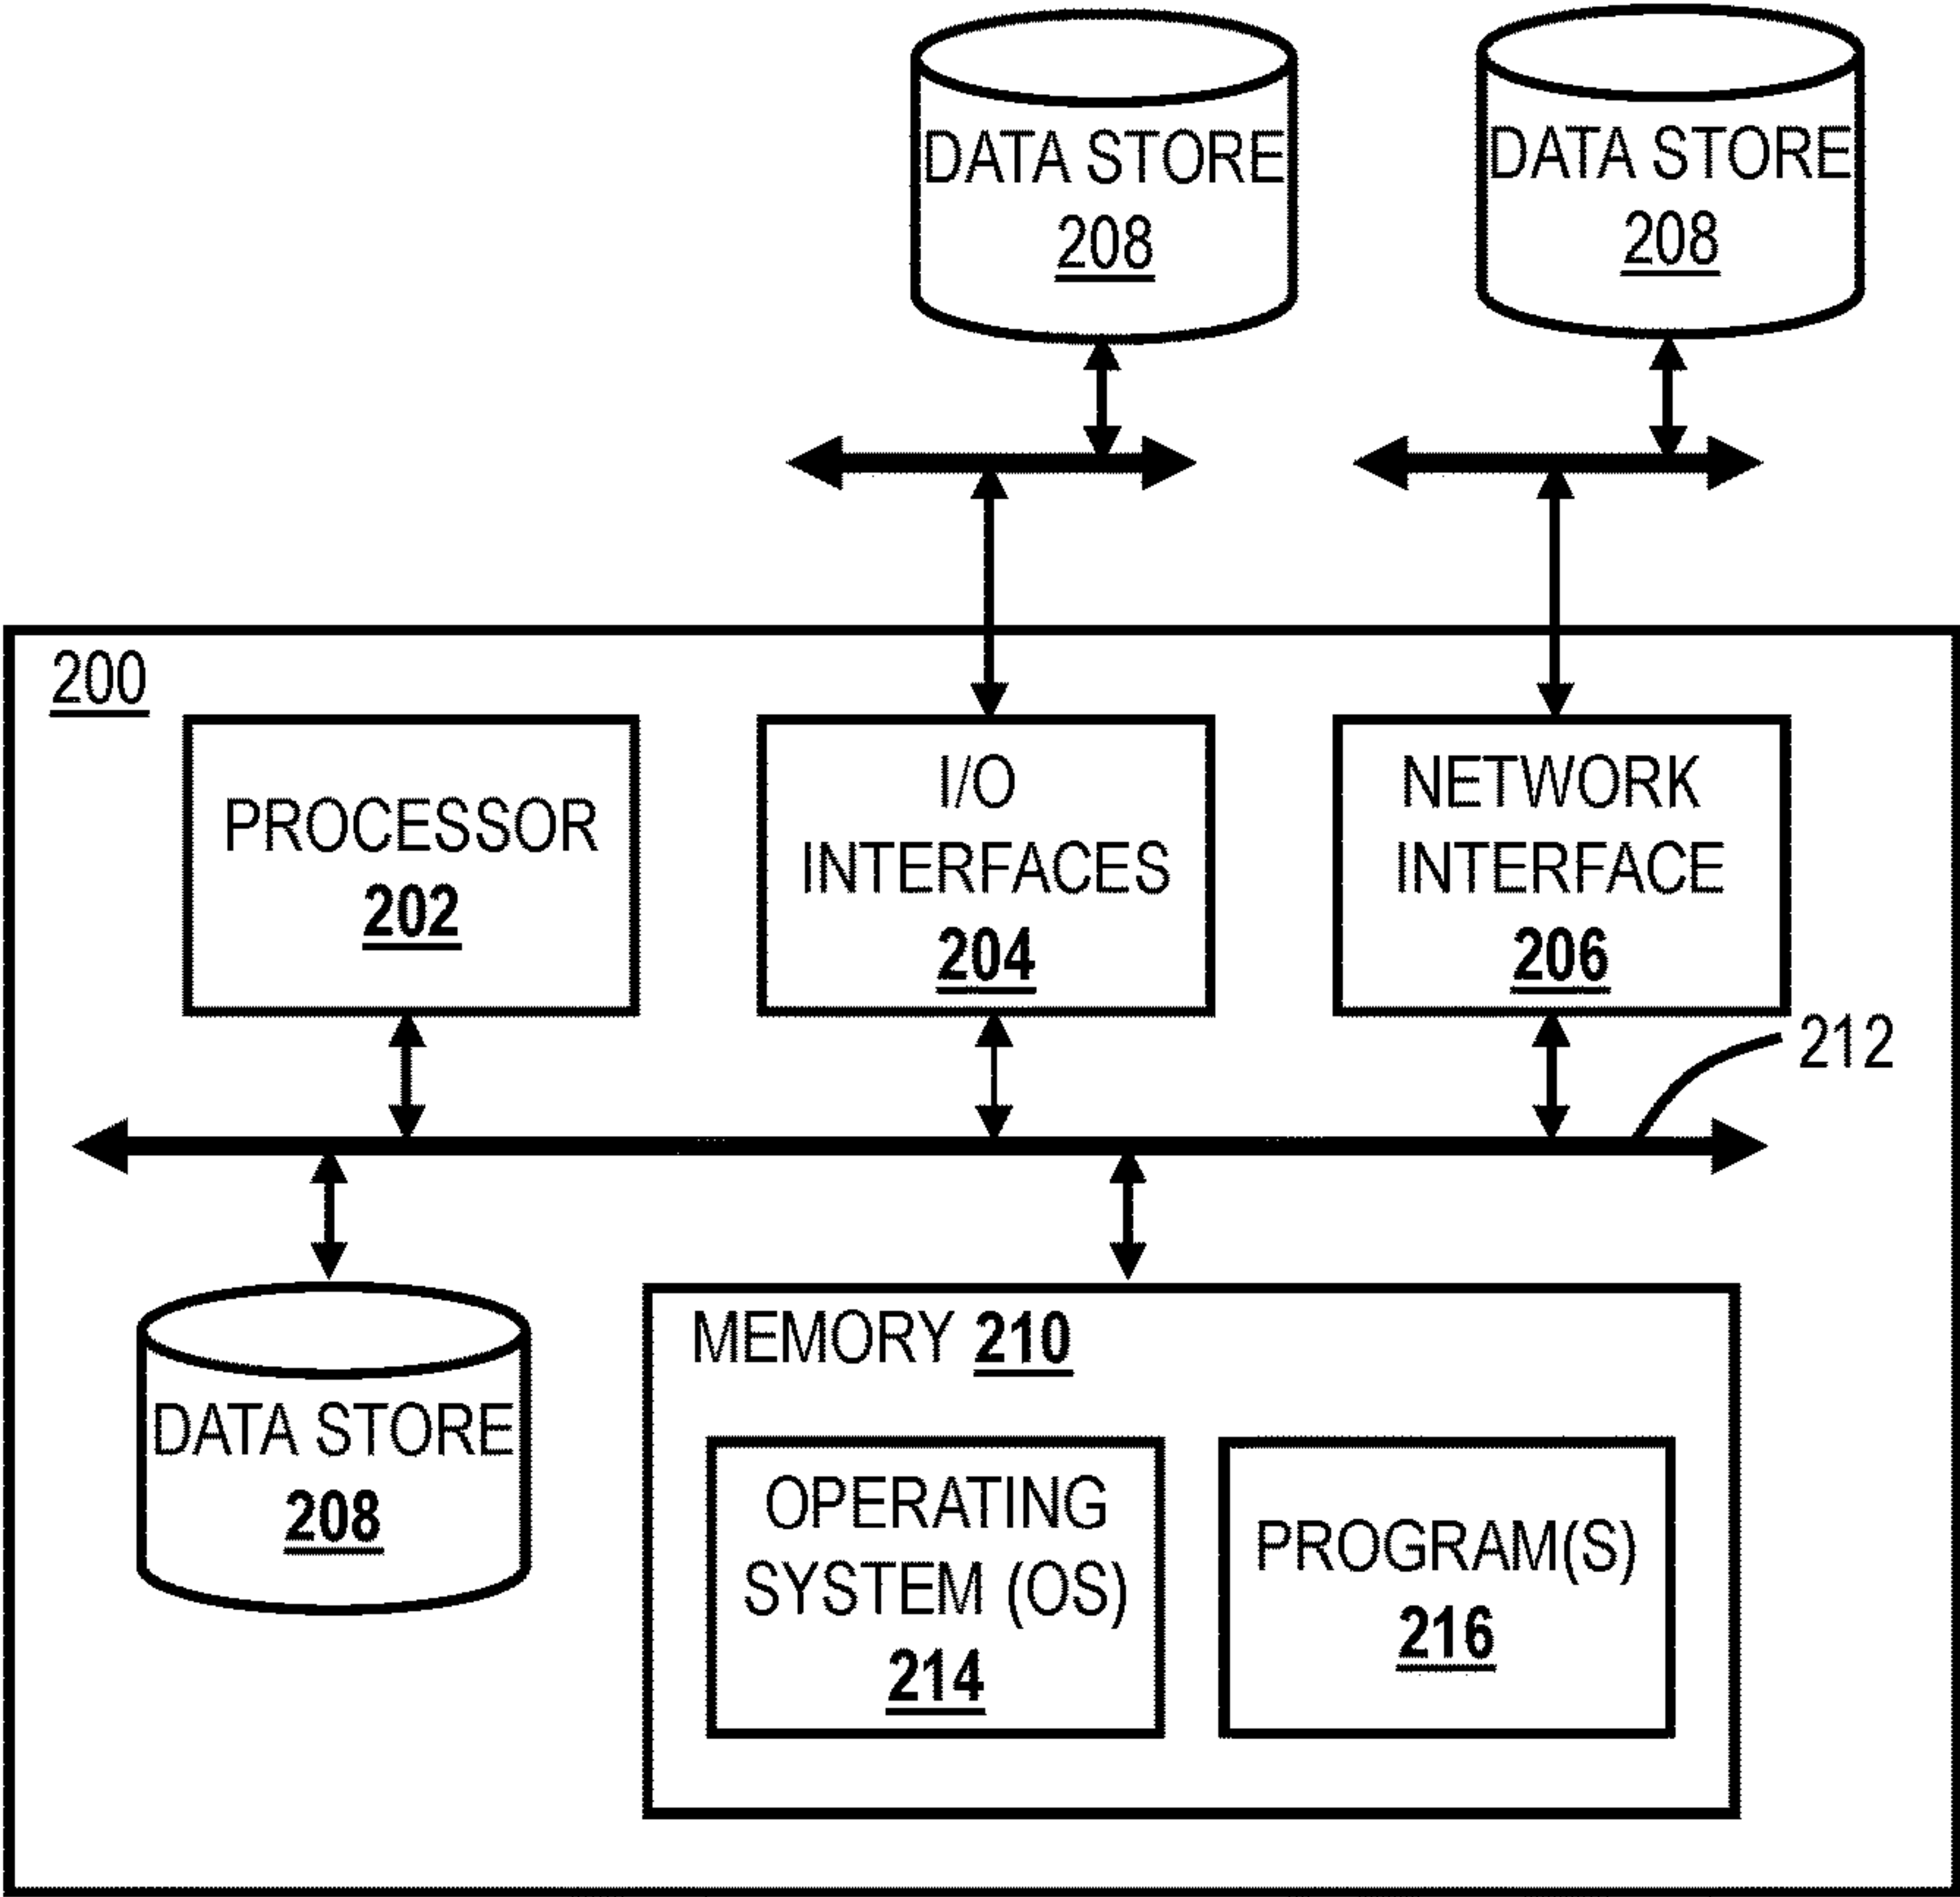 DATA STORE
208
DATA STORE
208
200
PROCESSOR
202
I/O
INTERFACES
204
NETWORK
INTERFACE
206
212
DATA STORE
208
MEMORY 210
OPERATING
SYSTEM (OS)
214
PROGRAM(S)
216